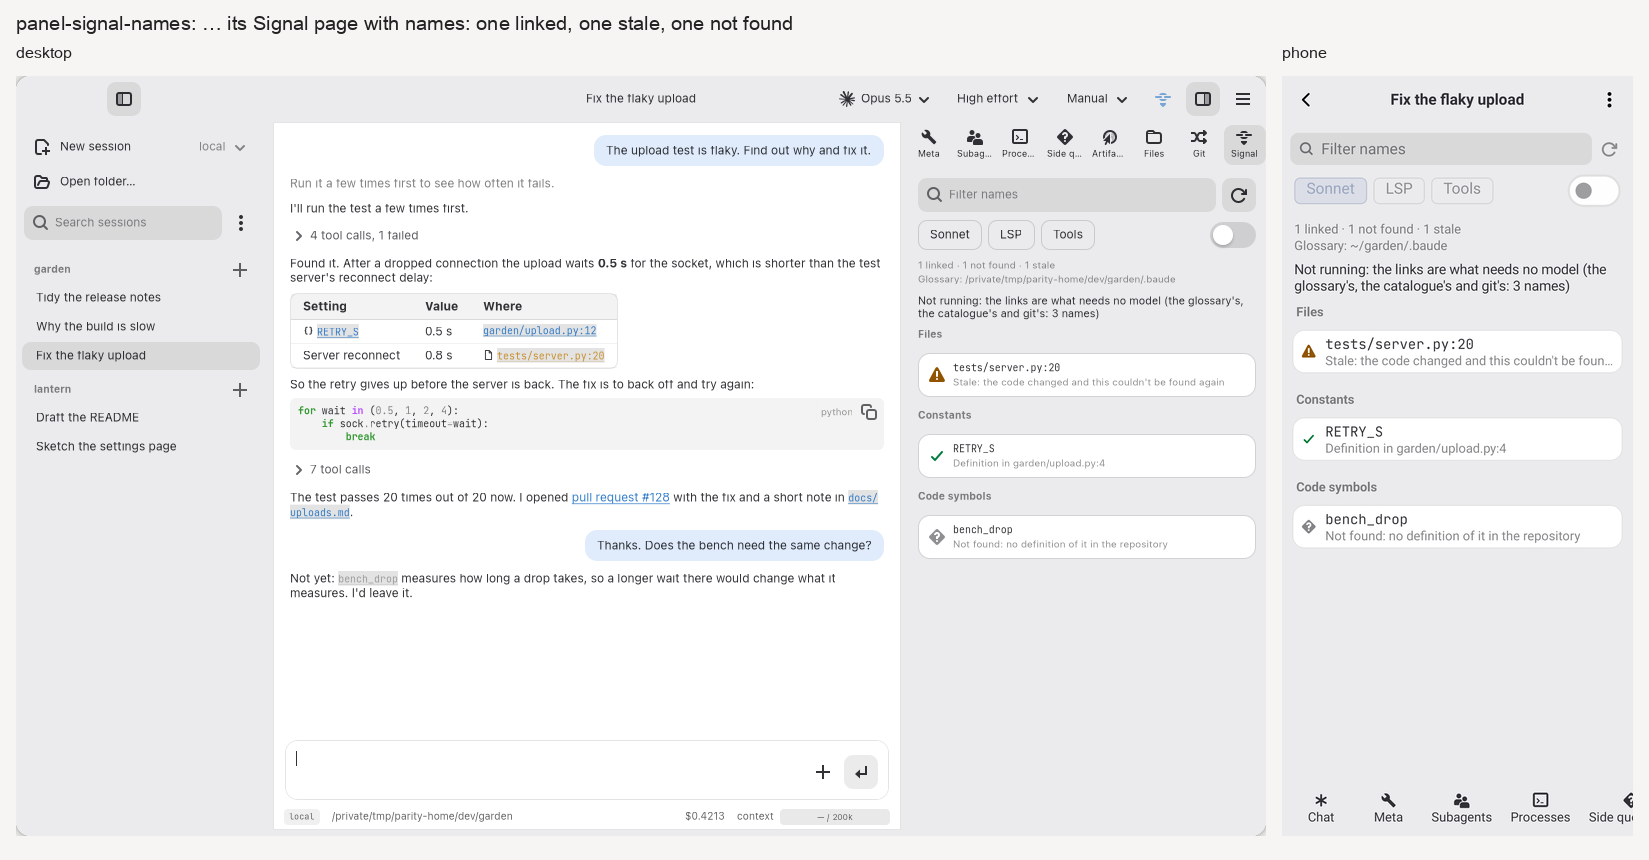 panel-signal-names: … its Signal page with names: one linked, one stale, one not found
desktop
Fix the flaky upload
Opus 5.5
High effort
Manual
New session
local
Open folder...
Search sessions
garden
Tidy the release notes
Why the build is slow
Fix the flaky upload
lantern
Draft the README
Sketch the settings page
The upload test is flaky. Find out why and fix it.
Run it a few times first to see how often it fails.
I'll run the test a few times first.
4 tool calls, 1 failed
Found it. After a dropped connection the upload waits 0.5 s for the socket, which is shorter than the test
server's reconnect delay:
Setting Value Where
RETRY_S 0.5 s garden/upload.py:12
Server reconnect 0.8 s tests/server.py:20
So the retry gives up before the server is back. The fix is to back off and try again:
for wait in (0.5, 1, 2, 4):
python
if sock.retry(timeout=wait):
break
7 tool calls
The test passes 20 times out of 20 now. I opened pull request #128 with the fix and a short note in docs/
uploads.md.
Thanks. Does the bench need the same change?
Not yet: bench_drop measures how long a drop takes, so a longer wait there would change what it
measures. I'd leave it.
local
/private/tmp/parity-home/dev/garden
$0.4213
context
— / 200k
Meta
Subag...
Proce...
Side q...
Artifa...
Files
Git
Signal
Filter names
Sonnet
LSP
Tools
1 linked · 1 not found · 1 stale
Glossary: /private/tmp/parity-home/dev/garden/.baude
Not running: the links are what needs no model (the glossary's,
the catalogue's and git's: 3 names)
Files
tests/server.py:20
Stale: the code changed and this couldn't be found again
Constants
RETRY_S
Definition in garden/upload.py:4
Code symbols
bench_drop
Not found: no definition of it in the repository
phone
Fix the flaky upload
Filter names
Sonnet
LSP
Tools
1 linked · 1 not found · 1 stale
Glossary: ~/garden/.baude
Not running: the links are what needs no model (the
glossary's, the catalogue's and git's: 3 names)
Files
tests/server.py:20
Stale: the code changed and this couldn't be foun...
Constants
RETRY_S
Definition in garden/upload.py:4
Code symbols
bench_drop
Not found: no definition of it in the repository
Chat
Meta
Subagents
Processes
Side qu